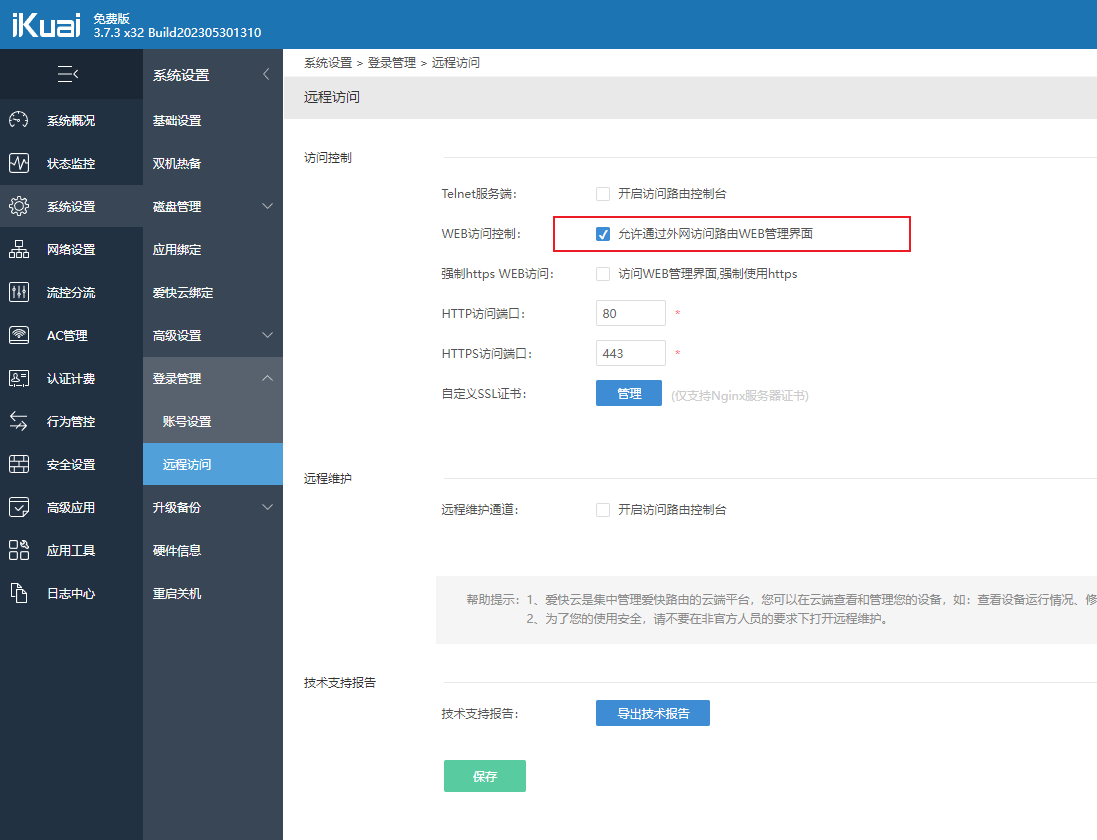 iKuai
免费版
3.7.3 x32 Build202305301310
系统概况
状态监控
系统设置
网络设置
流控分流
AC管理
认证计费
行为管控
安全设置
高级应用
应用工具
日志中心
系统设置
基础设置
双机热备
磁盘管理
应用绑定
爱快云绑定
高级设置
登录管理
账号设置
远程访问
升级备份
硬件信息
重启关机
系统设置 > 登录管理 > 远程访问
远程访问
访问控制
Telnet服务端: 开启访问路由控制台
WEB访问控制: 允许通过外网访问路由WEB管理界面
强制https WEB访问: 访问WEB管理界面,强制使用https
HTTP访问端口: 80 *
HTTPS访问端口: 443 *
自定义SSL证书: 管理 (仅支持Nginx服务器证书)
远程维护
远程维护通道: 开启访问路由控制台
帮助提示: 1、爱快云是集中管理爱快路由的云端平台，您可以在云端查看和管理您的设备，如：查看设备运行情况、修
2、为了您的使用安全，请不要在非官方人员的要求下打开远程维护。
技术支持报告
技术支持报告: 导出技术报告
保存